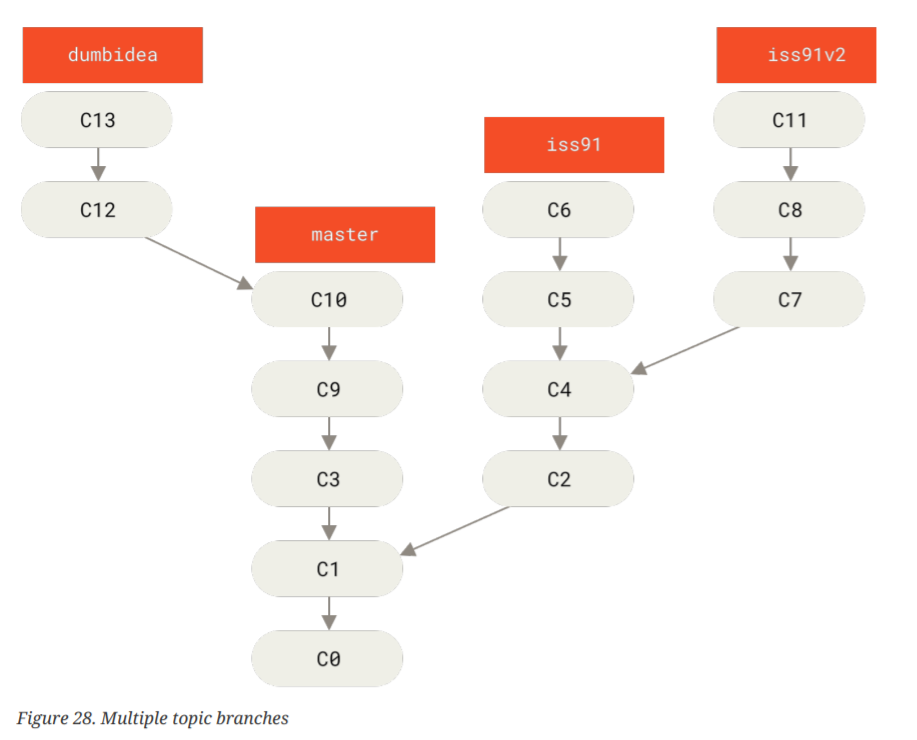 dumbidea
iss91v2
C13
C11
iss91
C12
C6
C8
master
C10
C5
C7
C9
C4
C3
C2
C1
C0
Figure 28. Multiple topic branches